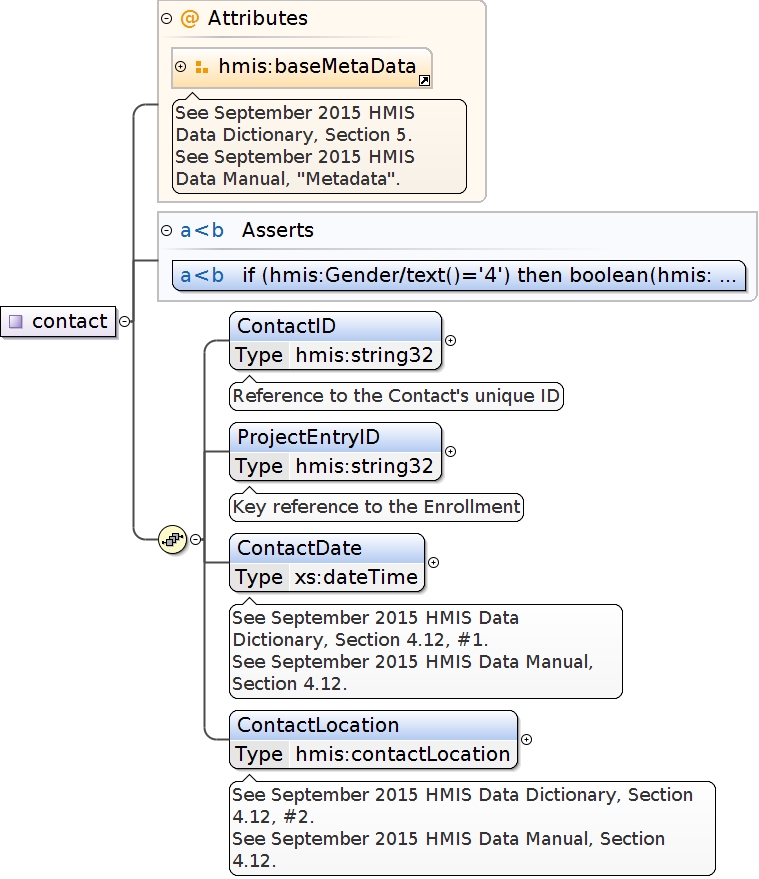 @ Attributes
hmis:baseMetaData
See September 2015 HMIS
Data Dictionary, Section 5.
See September 2015 HMIS
Data Manual, "Metadata".
a<b Asserts
a<b if (hmis:Gender/text()='4') then boolean(hmis: ...
contact
ContactID
Type hmis:string32
Reference to the Contact's unique ID
ProjectEntryID
Type hmis:string32
Key reference to the Enrollment
ContactDate
Type xs:dateTime
See September 2015 HMIS Data
Dictionary, Section 4.12, #1.
See September 2015 HMIS Data Manual,
Section 4.12.
ContactLocation
Type hmis:contactLocation
See September 2015 HMIS Data Dictionary, Section
4.12, #2.
See September 2015 HMIS Data Manual, Section
4.12.